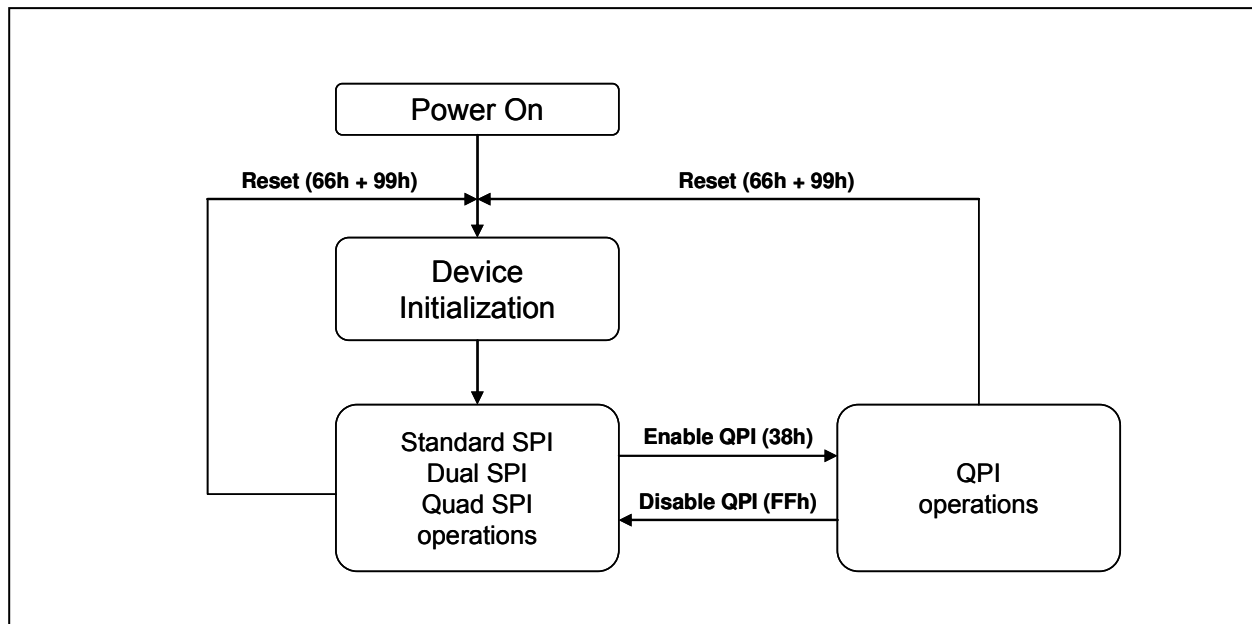 Power On
Reset (66h + 99h)
Reset (66h + 99h)
Device
Initialization
Standard SPI
Dual SPI
Quad SPI
operations
Enable QPI (38h)
Disable QPI (FFh)
QPI
operations